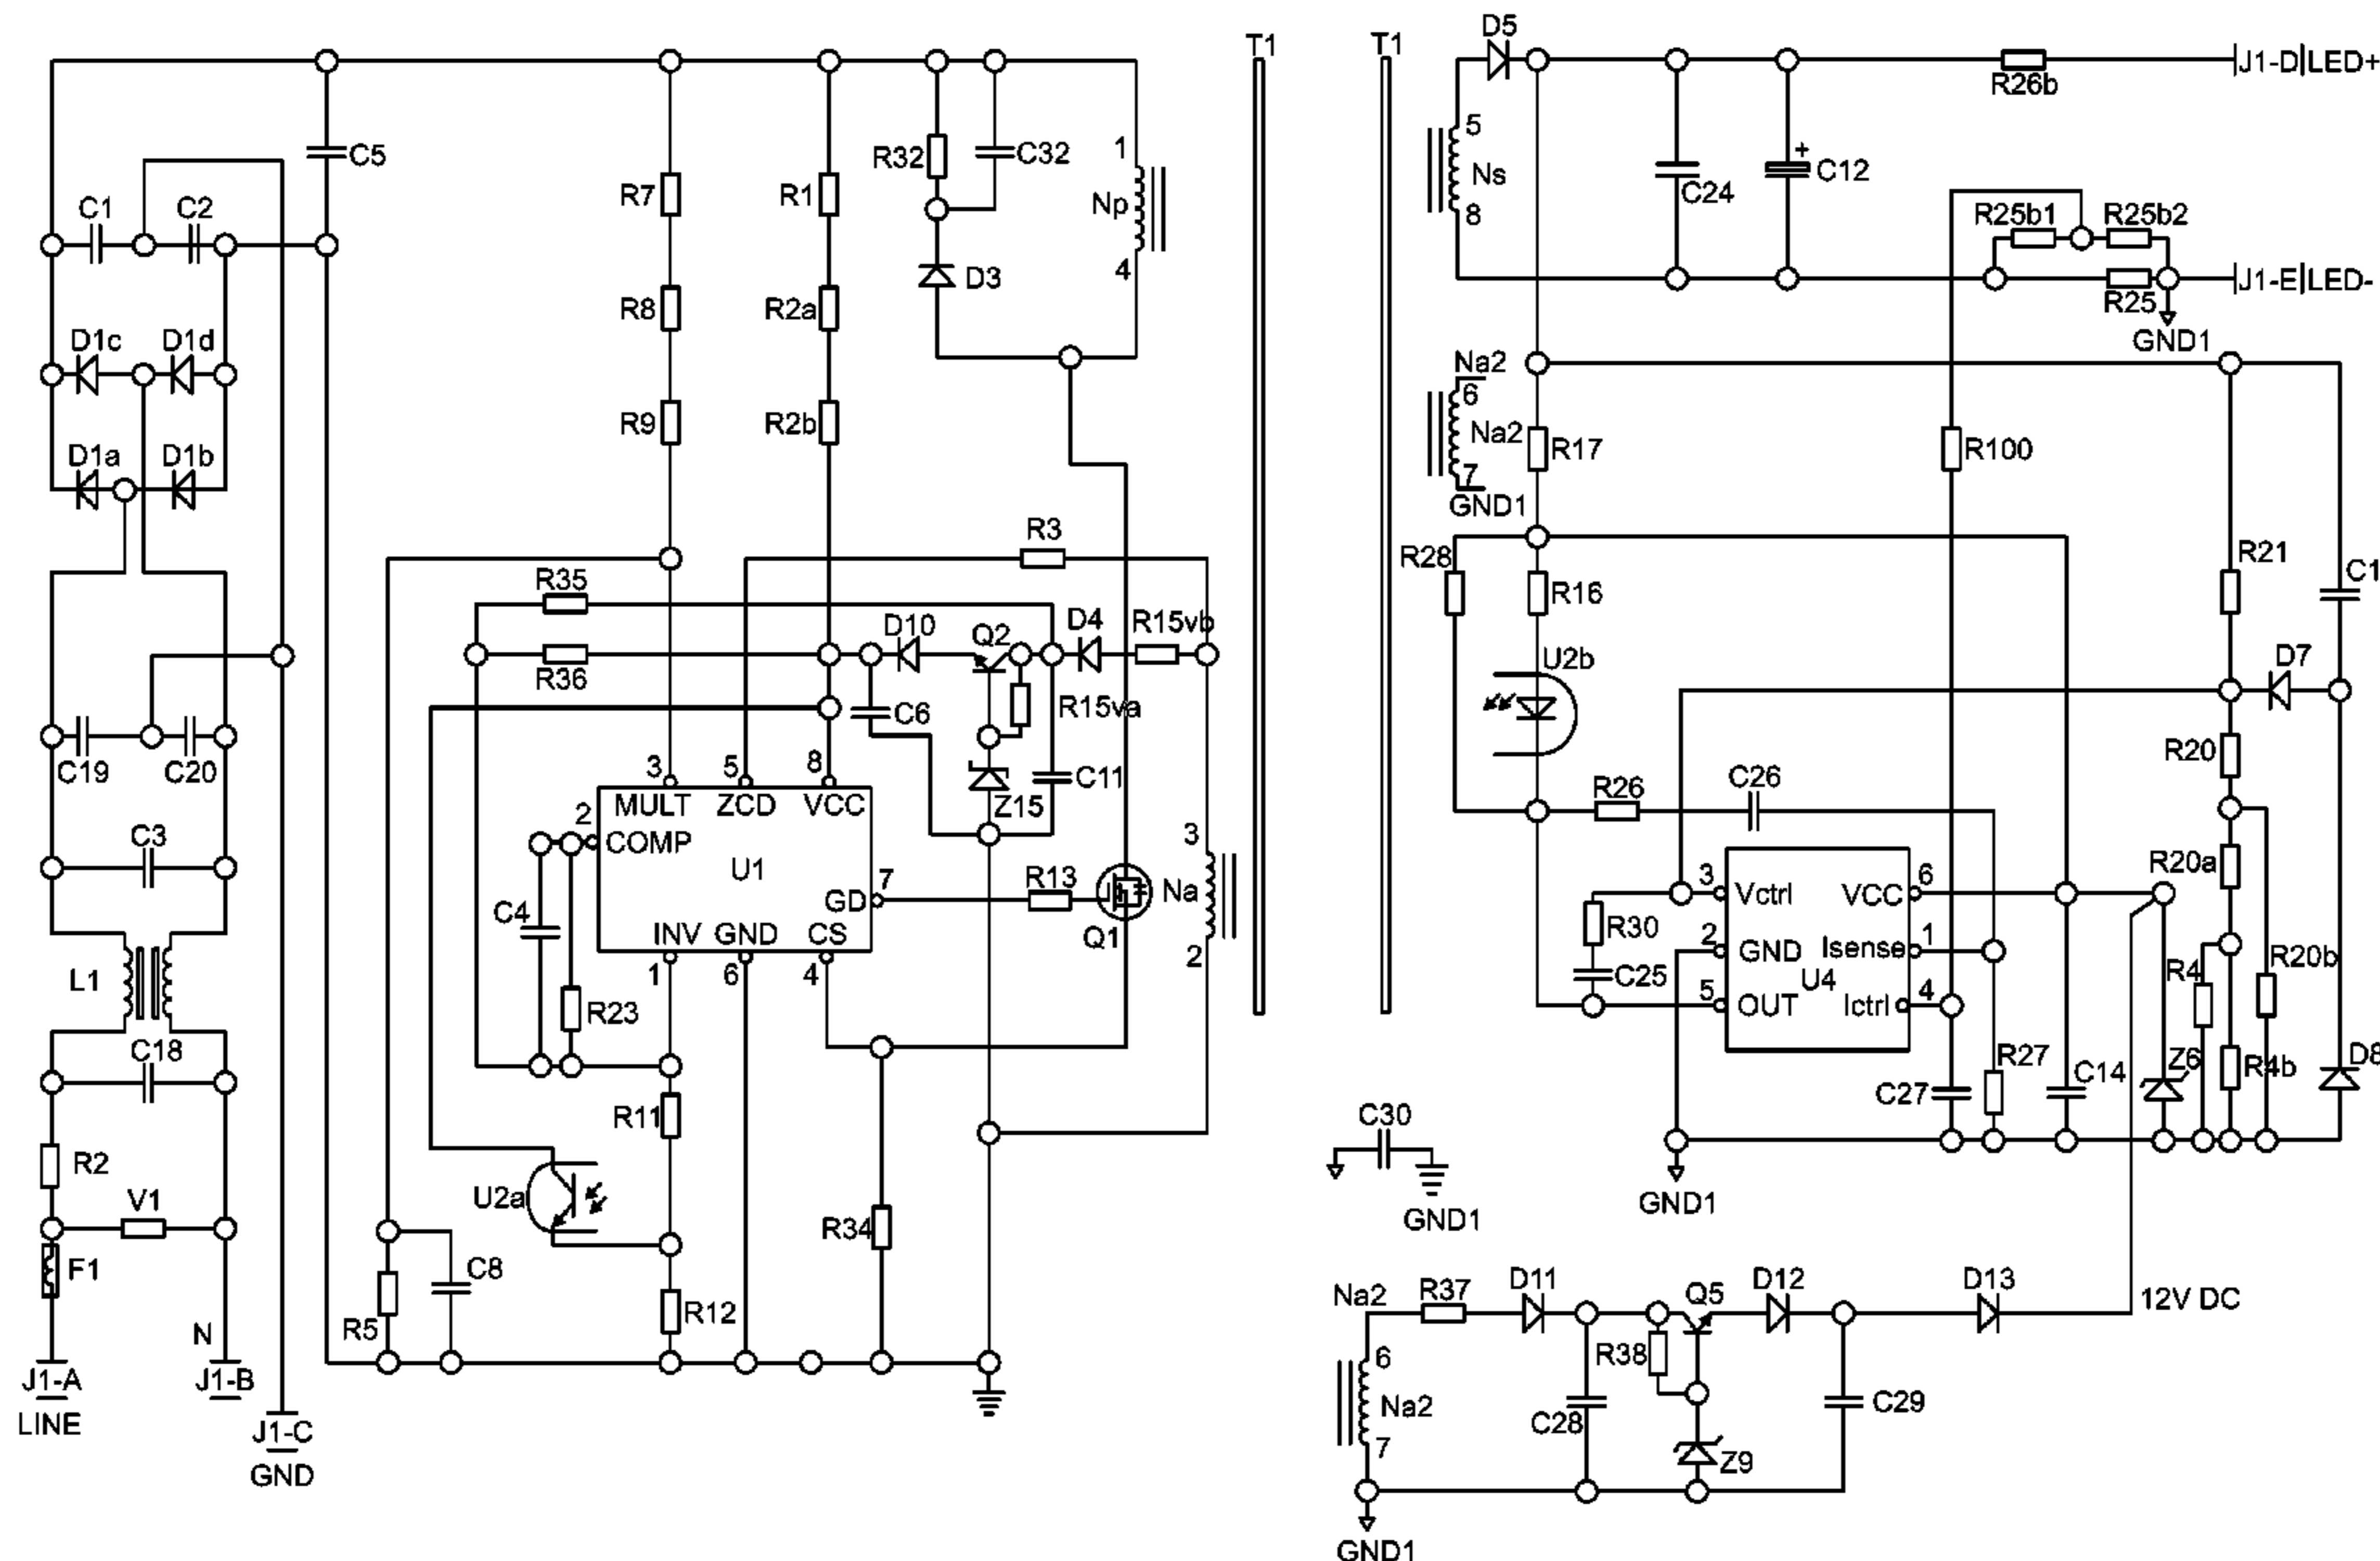 T1
T1
D5
J1-D|LED+
R26b
C5
R32
C32
1
Np
4
5
Ns
8
C24
+
C12
R7
R1
C1
C2
R25b1
R25b2
J1-E|LED-
R25
GND1
D3
R8
R2a
D1c
D1d
Na2
6
Na2
7
GND1
R9
R2b
R17
R100
D1a
D1b
R3
R28
R21
C1
R35
R16
D10
Q2
D4
R15vb
R36
U2b
D7
C6
R15va
C19
C20
3
5
8
MULT
ZCD
VCC
Z15
C11
R26
C26
R20
2
COMP
U1
C3
3
R20a
7
GD
R13
Na
Q1
2
C4
INV
GND
CS
1
6
4
3
Vctrl
VCC
6
R30
2
GND
Isense
1
C25
U4
5
OUT
Ictrl
4
R4
R20b
L1
R23
C18
R27
Z6
R4b
D8
C27
C14
R11
C30
GND1
GND1
R2
V1
U2a
R34
F1
C8
R5
R12
N
J1-A
J1-B
LINE
J1-C
GND
Na2
R37
D11
Q5
D12
D13
12V DC
6
Na2
7
R38
C28
C29
Z9
GND1